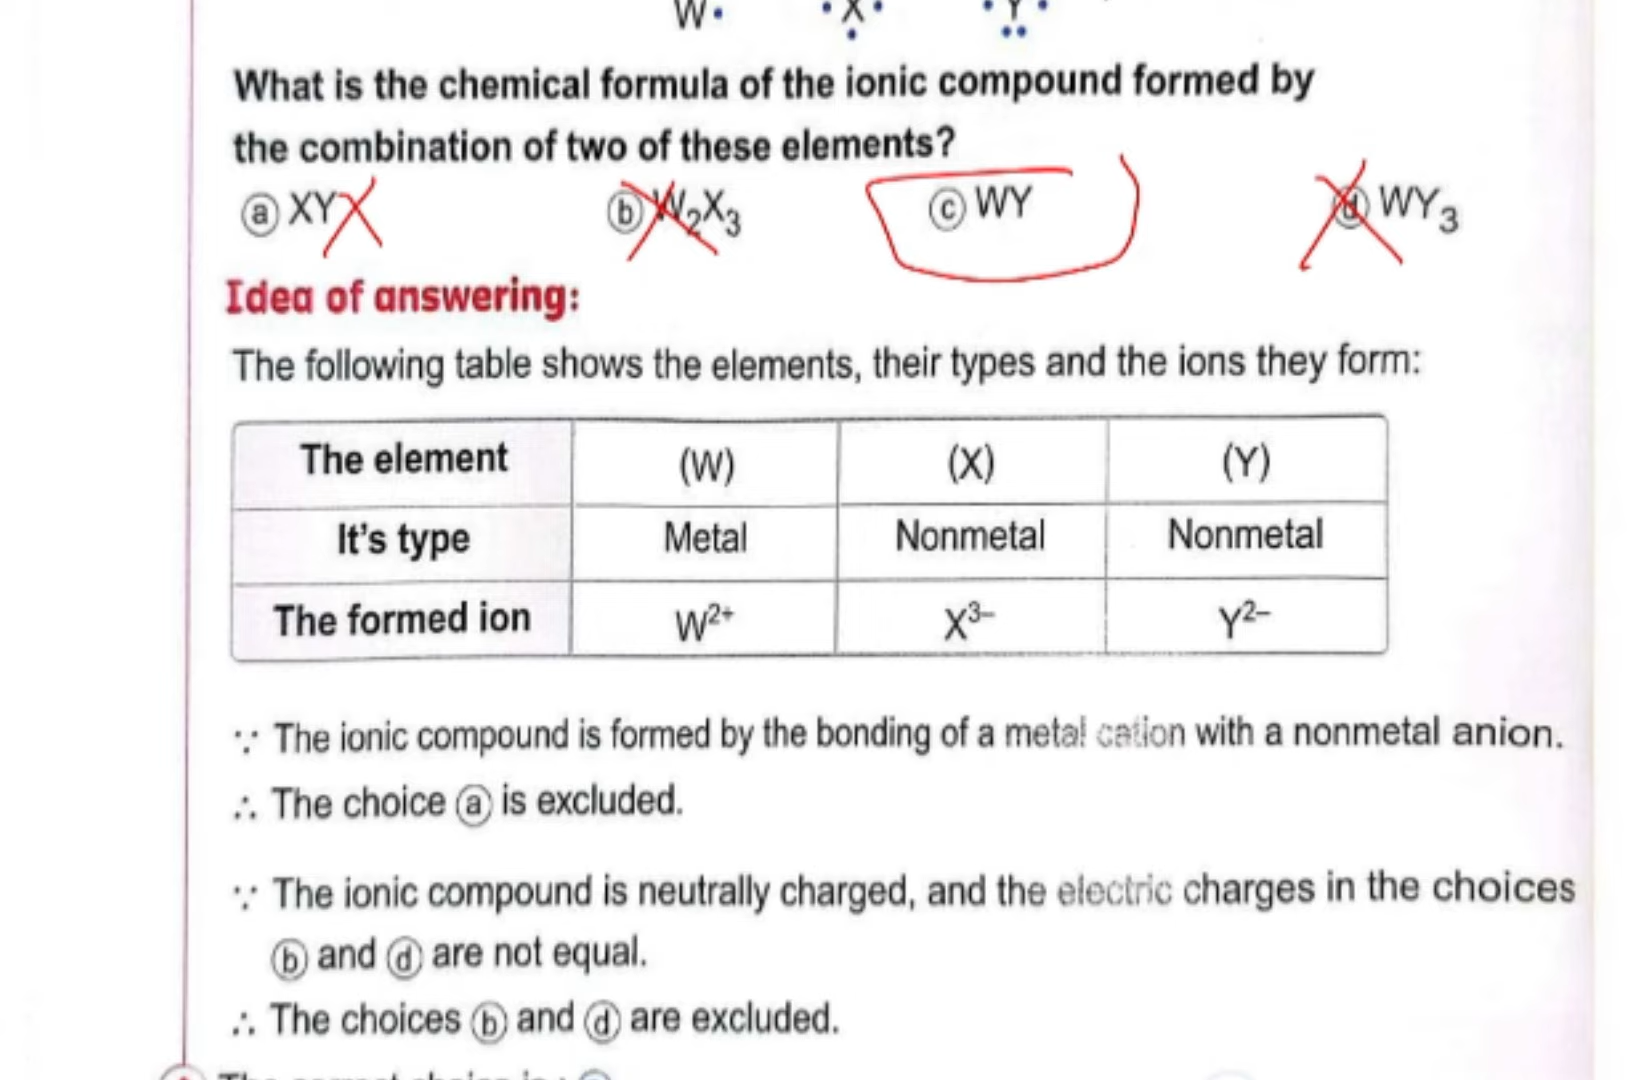 W X Y
What is the chemical formula of the ionic compound formed by
the combination of two of these elements?
ⓐ XY ⓑ W₂X₃ ⓒ WY ⓓ WY₃
Idea of answering:
The following table shows the elements, their types and the ions they form:
The element (W) (X) (Y)
It's type Metal Nonmetal Nonmetal
The formed ion W²⁺ X³⁻ Y²⁻
∵ The ionic compound is formed by the bonding of a metal cation with a nonmetal anion.
∴ The choice ⓐ is excluded.
∵ The ionic compound is neutrally charged, and the electric charges in the choices
ⓑ and ⓓ are not equal.
∴ The choices ⓑ and ⓓ are excluded.
The correct choice is :